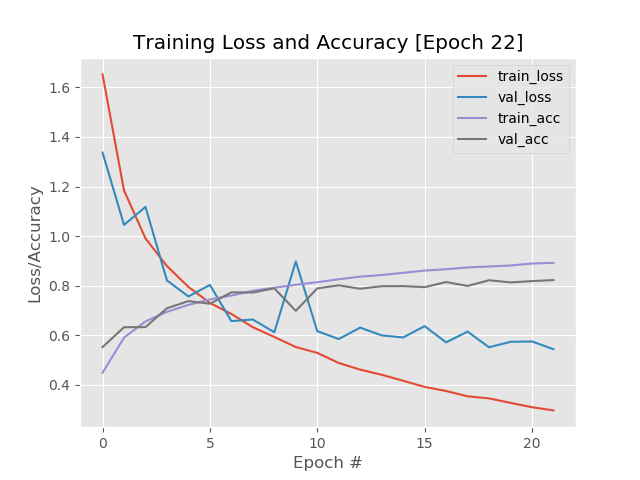 Training Loss and Accuracy [Epoch 22]
train_loss
val_loss
train_acc
val_acc
1.6
1.4
1.2
1.0
0.8
0.6
0.4
Loss/Accuracy
0
5
10
15
20
Epoch #